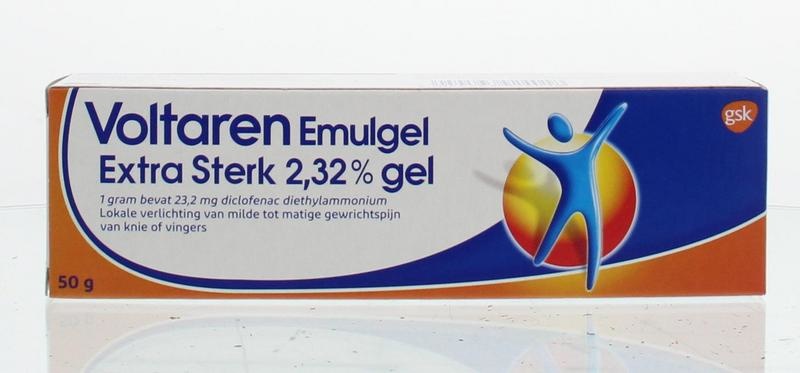 Voltaren Emulgel
Extra Sterk 2,32% gel
1 gram bevat 23,2 mg diclofenac diethylammonium
Lokale verlichting van milde tot matige gewrichtspijn
van knie of vingers
50 g
gsk